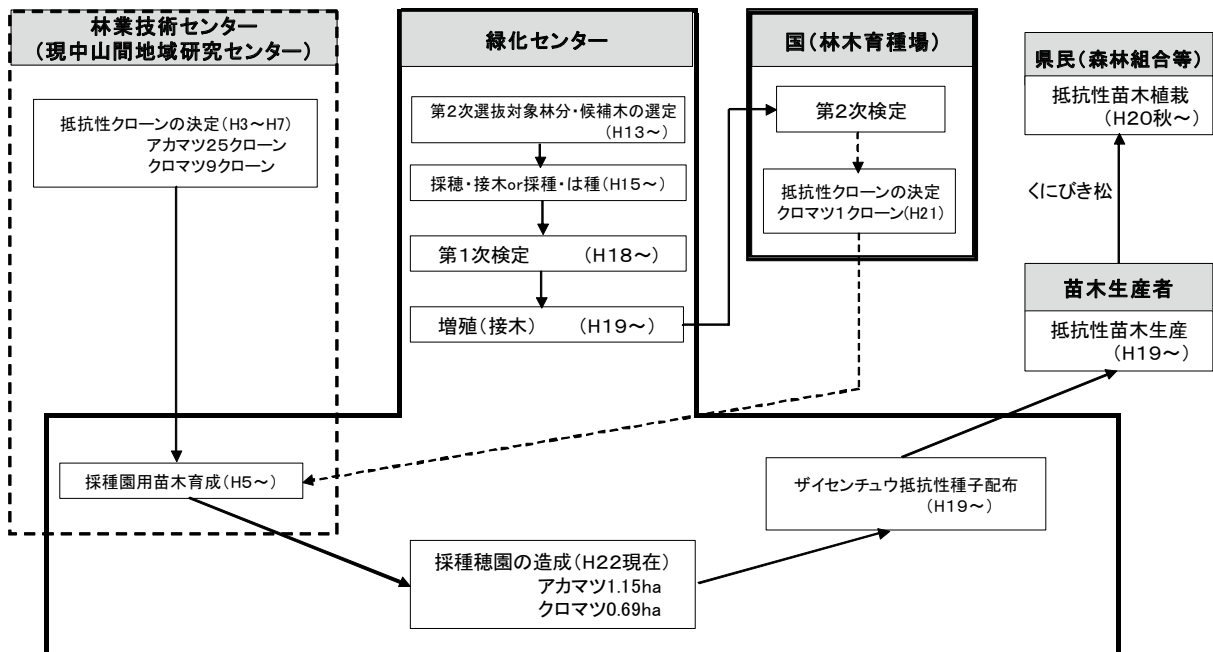 林業技術センター
(現中山間地域研究センター)
抵抗性クローンの決定(H3～H7)
アカマツ25クローン
クロマツ9クローン
採種園用苗木育成(H5～)
緑化センター
第2次選抜対象林分・候補木の選定
(H13～)
採穂・接木or採種・は種(H15～)
第1次検定 (H18～)
増殖(接木) (H19～)
国(林木育種場)
第2次検定
抵抗性クローンの決定
クロマツ1クローン(H21)
採種穂園の造成(H22現在)
アカマツ1.15ha
クロマツ0.69ha
ザイセンチュウ抵抗性種子配布
(H19～)
県民(森林組合等)
抵抗性苗木植栽
(H20秋～)
くにびき松
苗木生産者
抵抗性苗木生産
(H19～)